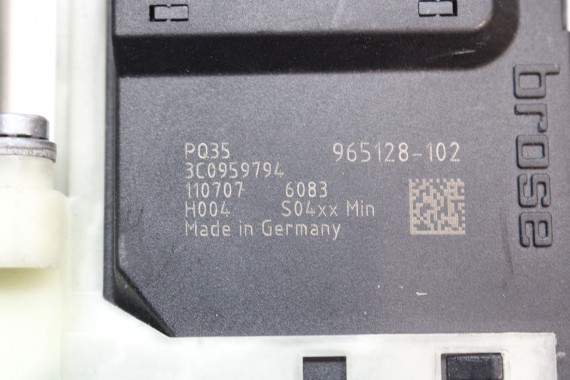 PQ35 965128-102
3C0959794
110707 6083
H004 S04xx Min
Made in Germany
brose